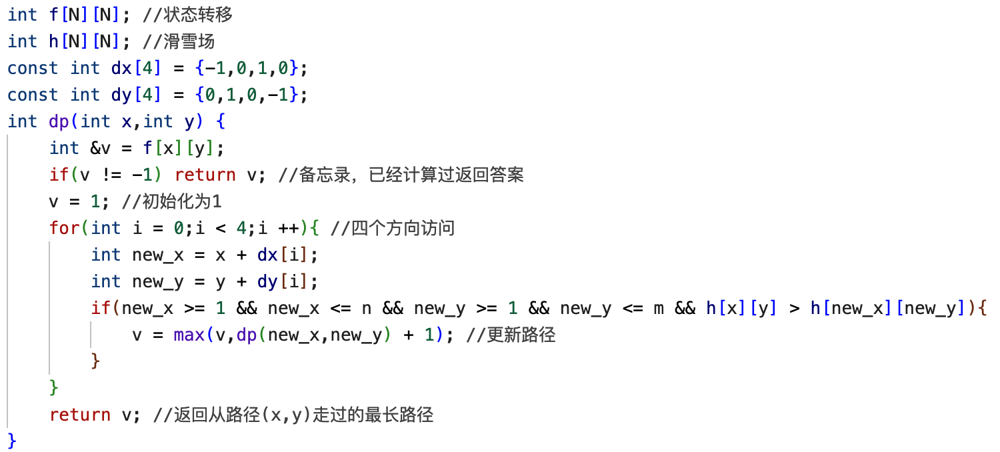 int f[N][N]; //状态转移
int h[N][N]; //滑雪场
const int dx[4] = {-1,0,1,0};
const int dy[4] = {0,1,0,-1};
int dp(int x,int y) {
    int &v = f[x][y];
    if(v != -1) return v; //备忘录，已经计算过返回答案
    v = 1; //初始化为1
    for(int i = 0;i < 4;i ++){ //四个方向访问
        int new_x = x + dx[i];
        int new_y = y + dy[i];
        if(new_x >= 1 && new_x <= n && new_y >= 1 && new_y <= m && h[x][y] > h[new_x][new_y]){
            v = max(v,dp(new_x,new_y) + 1); //更新路径
        }
    }
    return v; //返回从路径(x,y)走过的最长路径
}